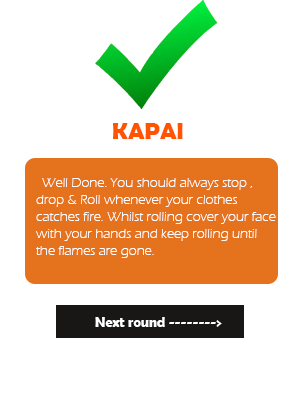 KAPAI
Well Done. You should always stop ,
drop & Roll whenever your clothes
catches fire. Whilst rolling cover your face
with your hands and keep rolling until
the flames are gone.
Next round -------->